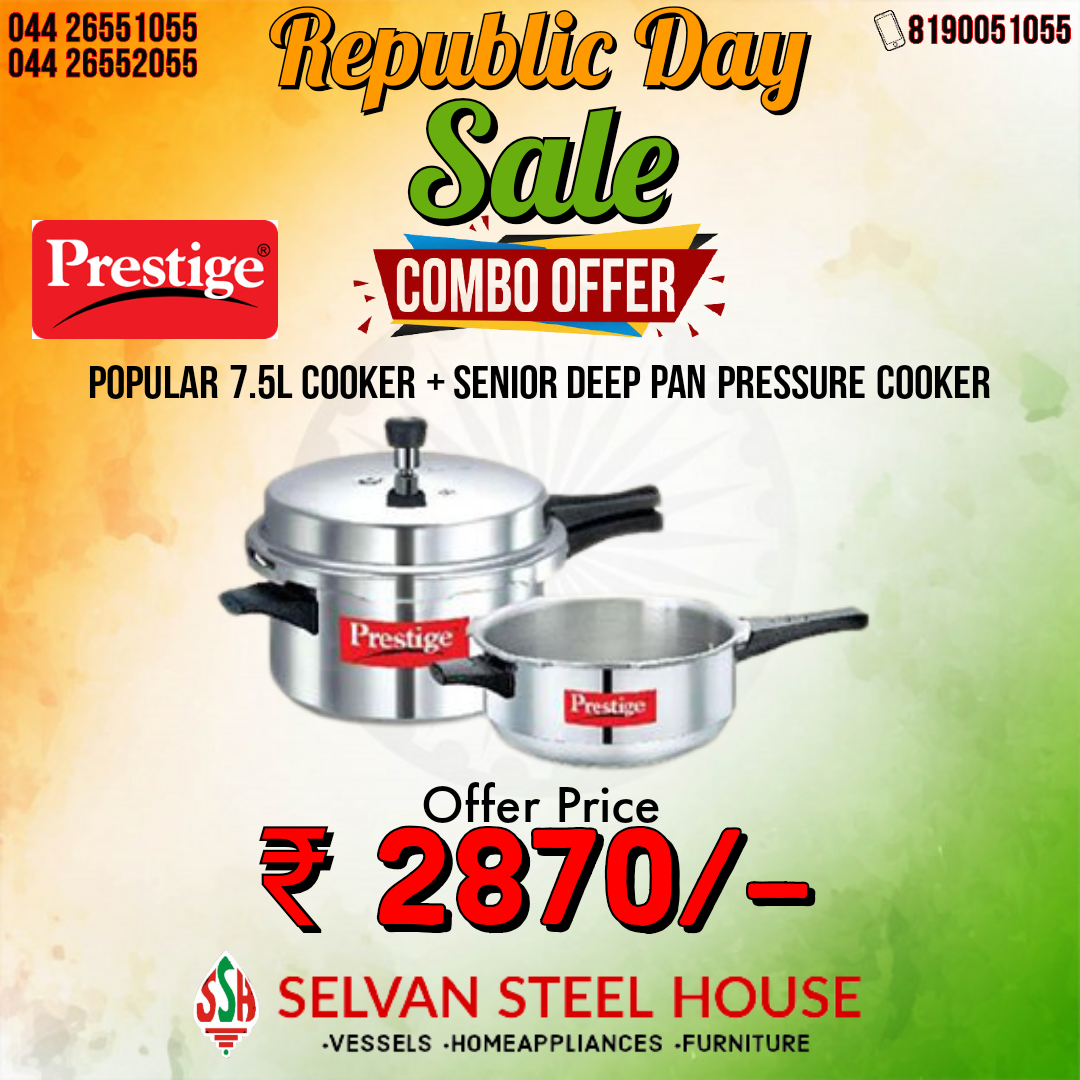 044 26551055
044 26552055
8190051055
Republic Day
Sale
Prestige®
COMBO OFFER
POPULAR 7.5L COOKER + SENIOR DEEP PAN PRESSURE COOKER
Prestige
Prestige
Offer Price
₹ 2870/-
SSH
SELVAN STEEL HOUSE
•VESSELS •HOMEAPPLIANCES •FURNITURE